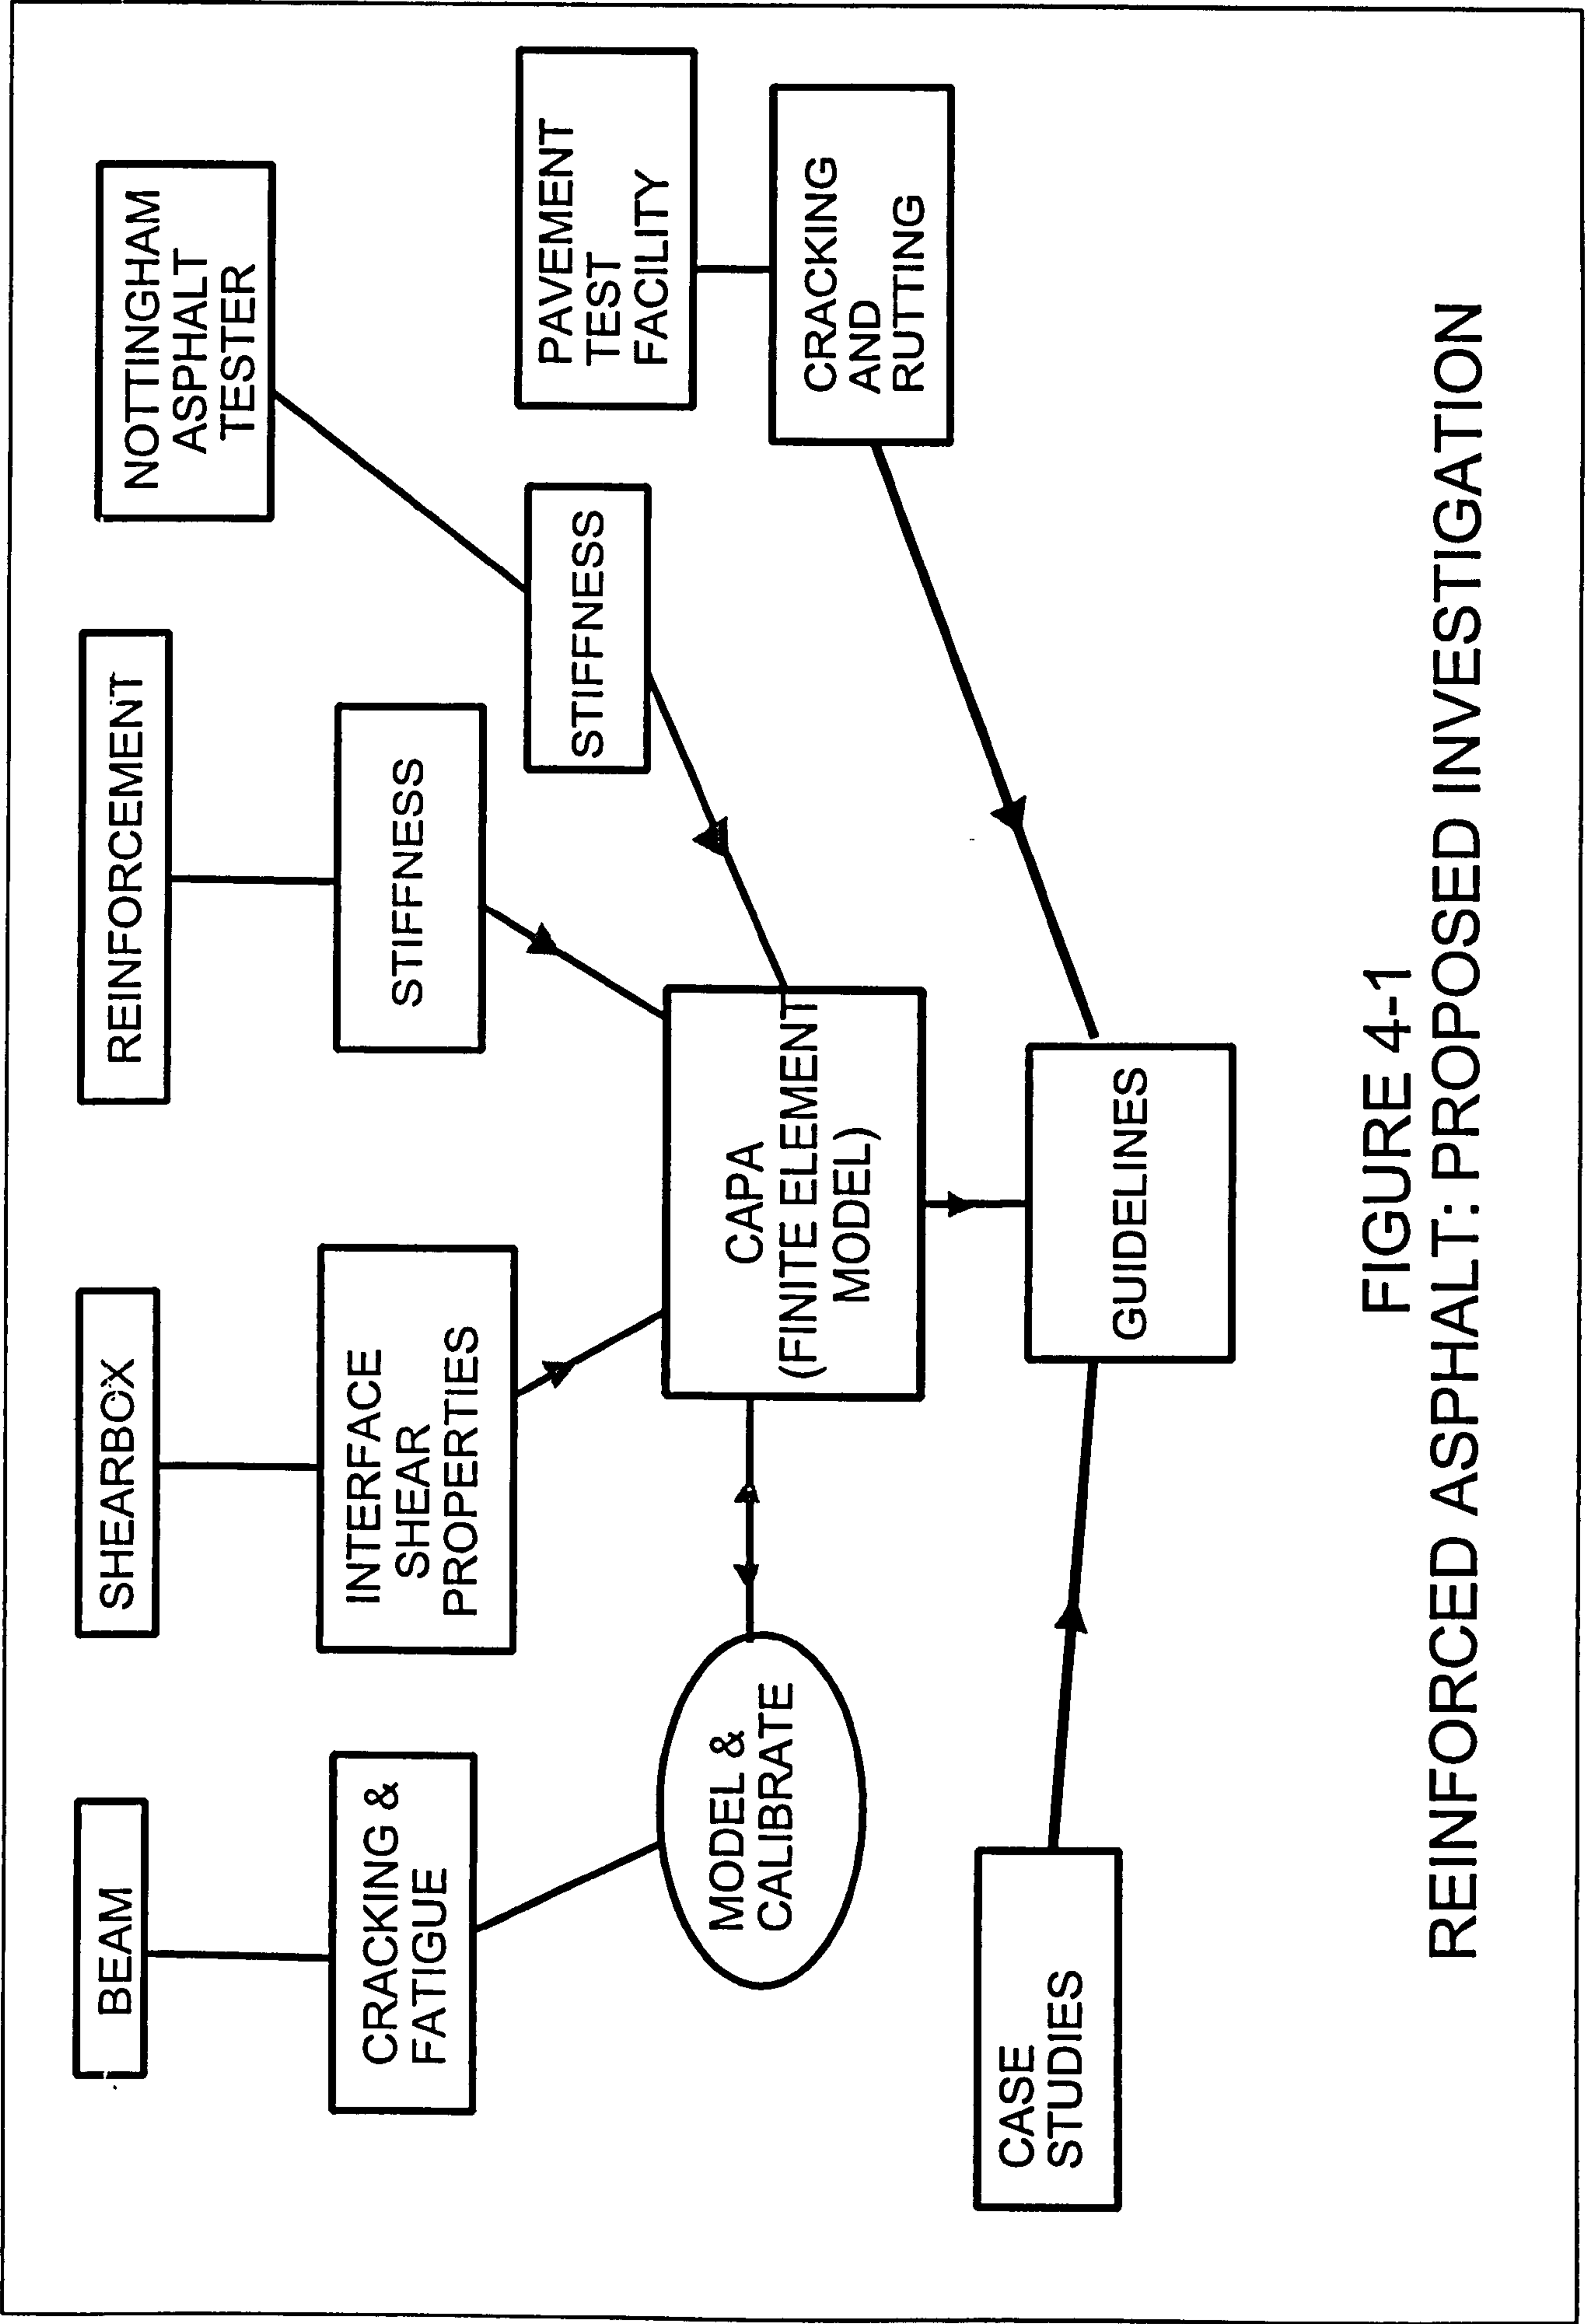 BEAM
SHEARBOX
REINFORCEMENT
NOTTINGHAM
ASPHALT
TESTER
CRACKING &
FATIGUE
INTERFACE
SHEAR
PROPERTIES
STIFFNESS
STIFFNESS
PAVEMENT
TEST
FACILITY
MODEL &
CALIBRATE
CAPA
(FINITE ELEMENT
MODEL)
CRACKING
AND
RUTTING
CASE
STUDIES
GUIDELINES
FIGURE 4-1
REINFORCED ASPHALT: PROPOSED INVESTIGATION